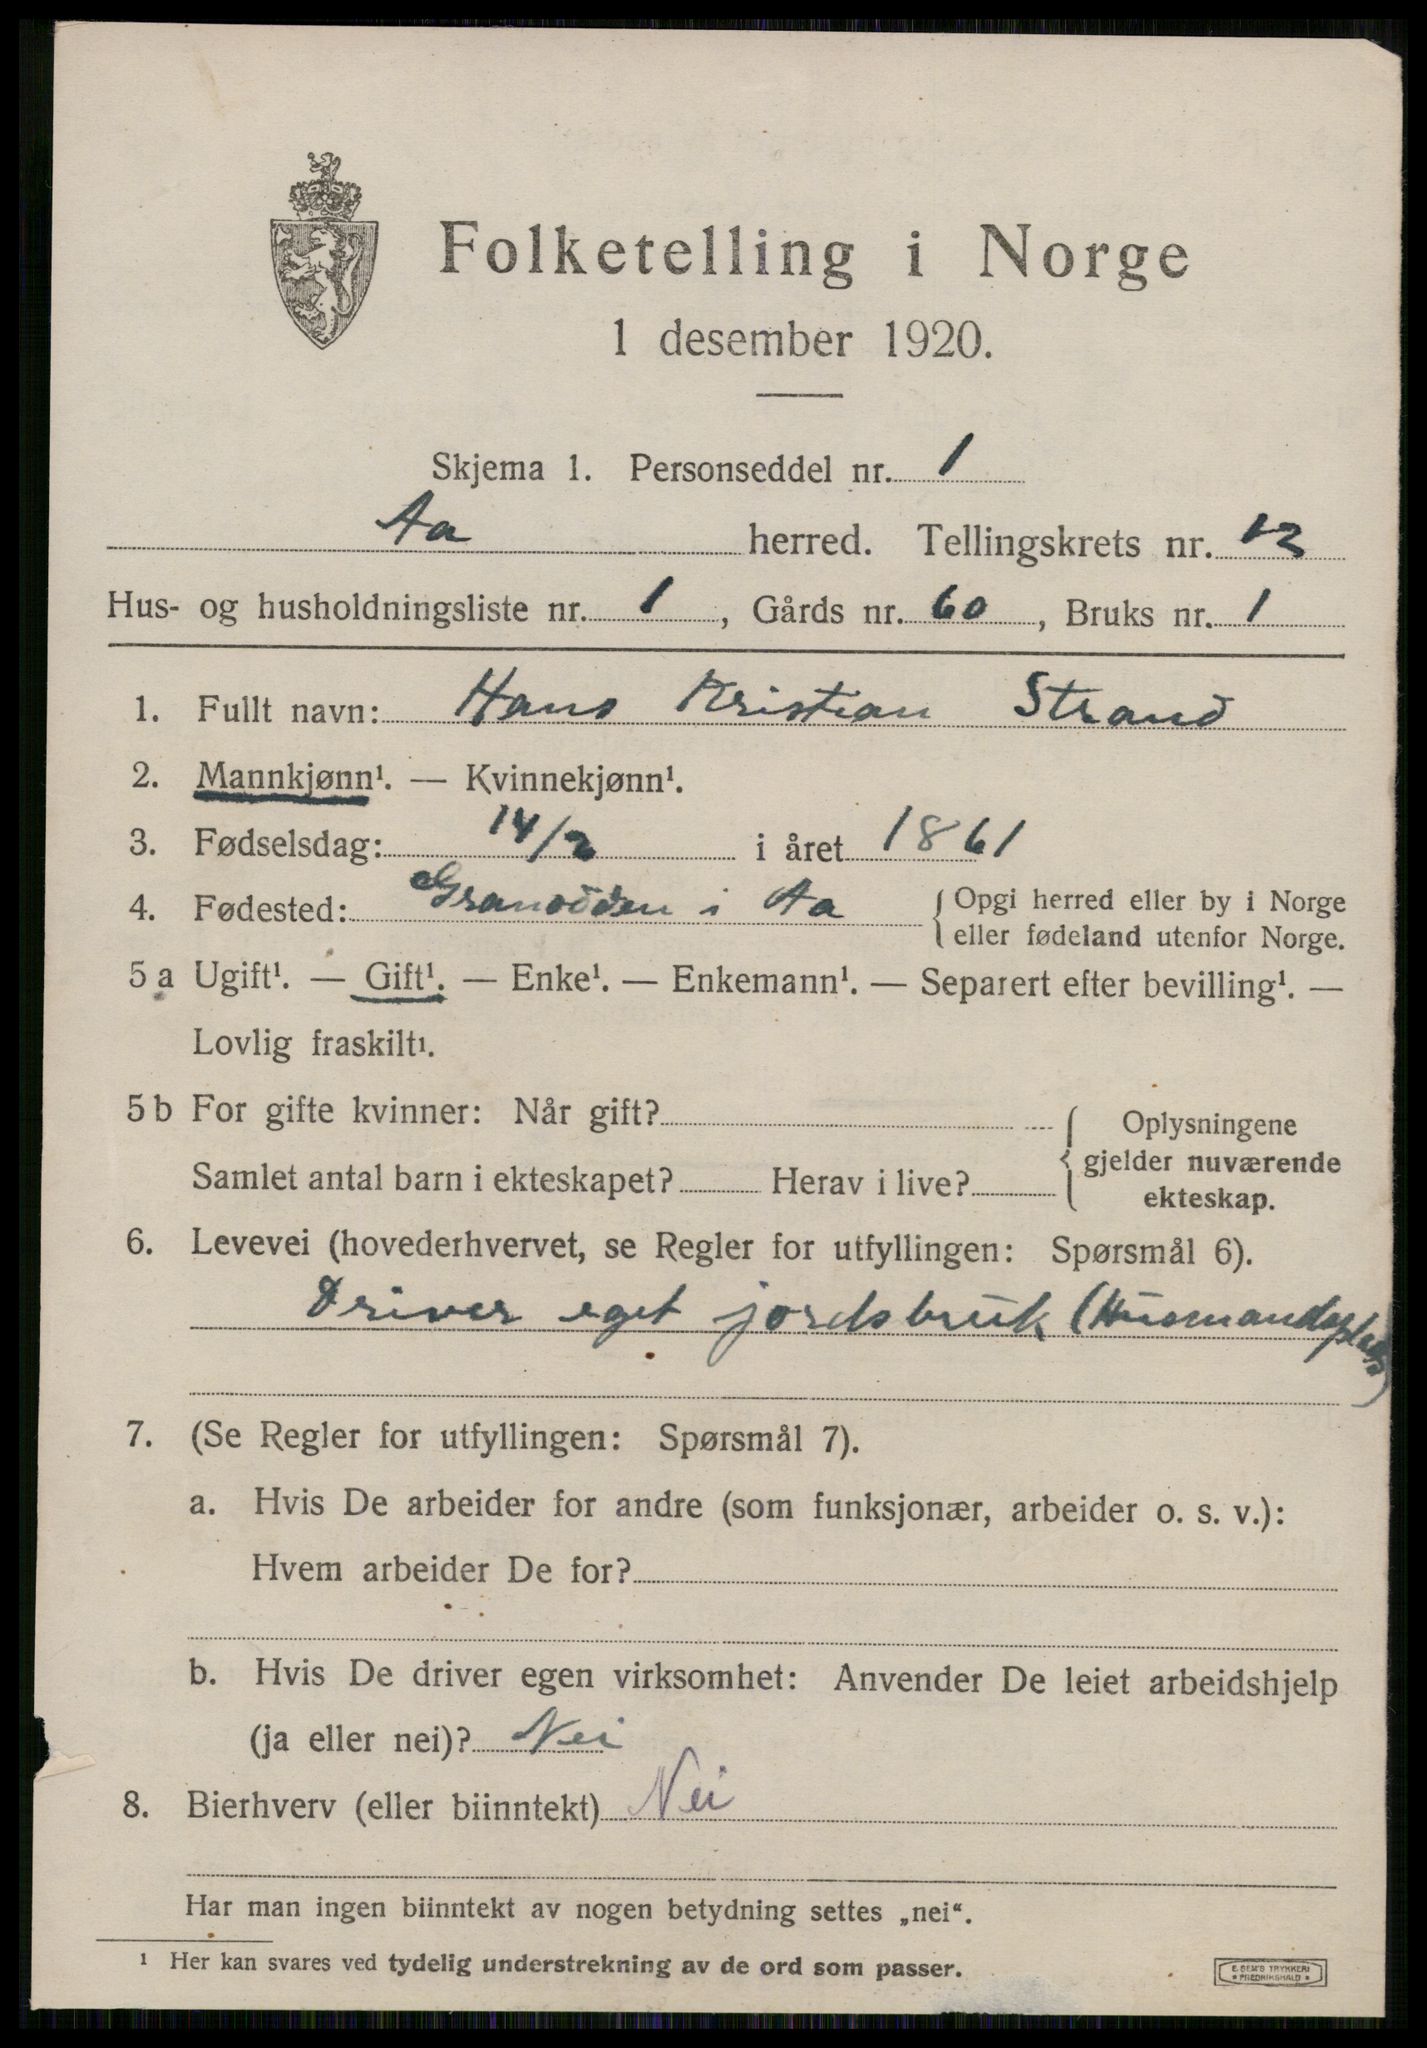 Folketelling i Norge
1 desember 1920.
Skjema 1. Personseddel nr. 1
Aa herred. Tellingskrets nr. 12
Hus- og husholdningsliste nr. 1, Gårds nr. 60, Bruks nr. 1
1. Fullt navn: Hans Kristian Strand
2. Mannkjønn¹. — Kvinnekjønn¹.
3. Fødselsdag: 14/2 i året 1861
4. Fødested: Granodden i Aa { Opgi herred eller by i Norge
eller fødeland utenfor Norge.
5 a Ugift¹. — Gift¹. — Enke¹. — Enkemann¹. — Separert efter bevilling¹. —
Lovlig fraskilt¹.
5 b For gifte kvinner: Når gift?
Samlet antal barn i ekteskapet? Herav i live?
Oplysningene
gjelder nuværende
ekteskap.
6. Levevei (hovederhvervet, se Regler for utfyllingen: Spørsmål 6).
Driver eget jordsbruk (Husmandsplads)
7. (Se Regler for utfyllingen: Spørsmål 7).
a. Hvis De arbeider for andre (som funksjonær, arbeider o. s. v.):
Hvem arbeider De for?
b. Hvis De driver egen virksomhet: Anvender De leiet arbeidshjelp
(ja eller nei)? Nei
8. Bierhverv (eller biinntekt) Nei
Har man ingen biinntekt av nogen betydning settes „nei“.
¹ Her kan svares ved tydelig understrekning av de ord som passer.
E. SEM'S TRYKKERI
* FREDRIKSHALD *